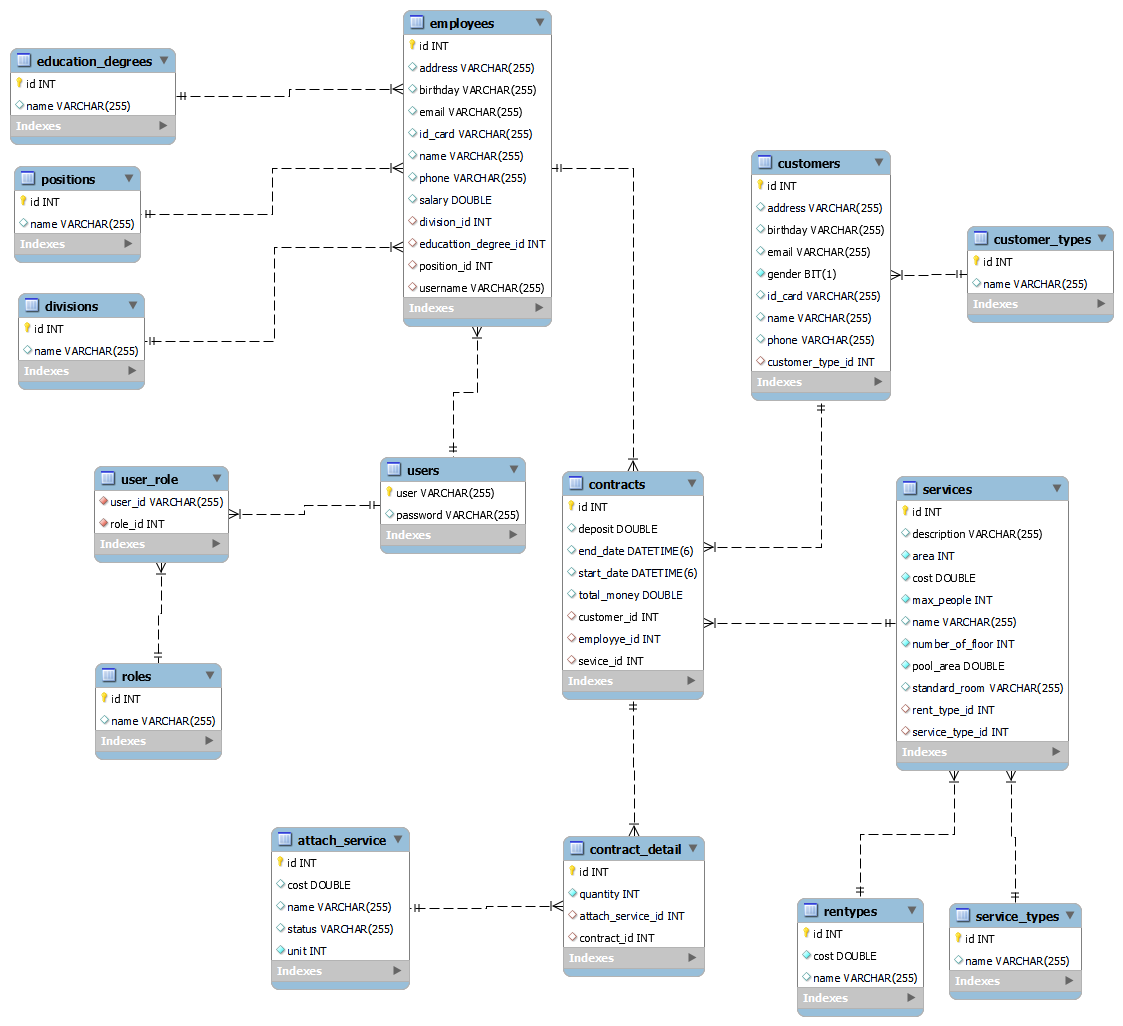 employees
id INT
address VARCHAR(255)
birthday VARCHAR(255)
email VARCHAR(255)
id_card VARCHAR(255)
name VARCHAR(255)
phone VARCHAR(255)
salary DOUBLE
division_id INT
educattion_degree_id INT
position_id INT
username VARCHAR(255)
Indexes
education_degrees
id INT
name VARCHAR(255)
Indexes
positions
id INT
name VARCHAR(255)
Indexes
divisions
id INT
name VARCHAR(255)
Indexes
customers
id INT
address VARCHAR(255)
birthday VARCHAR(255)
email VARCHAR(255)
gender BIT(1)
id_card VARCHAR(255)
name VARCHAR(255)
phone VARCHAR(255)
customer_type_id INT
Indexes
customer_types
id INT
name VARCHAR(255)
Indexes
user_role
user_id VARCHAR(255)
role_id INT
Indexes
users
user VARCHAR(255)
password VARCHAR(255)
Indexes
contracts
id INT
deposit DOUBLE
end_date DATETIME(6)
start_date DATETIME(6)
total_money DOUBLE
customer_id INT
employye_id INT
sevice_id INT
Indexes
services
id INT
description VARCHAR(255)
area INT
cost DOUBLE
max_people INT
name VARCHAR(255)
number_of_floor INT
pool_area DOUBLE
standard_room VARCHAR(255)
rent_type_id INT
service_type_id INT
Indexes
roles
id INT
name VARCHAR(255)
Indexes
attach_service
id INT
cost DOUBLE
name VARCHAR(255)
status VARCHAR(255)
unit INT
Indexes
contract_detail
id INT
quantity INT
attach_service_id INT
contract_id INT
Indexes
rentypes
id INT
cost DOUBLE
name VARCHAR(255)
Indexes
service_types
id INT
name VARCHAR(255)
Indexes